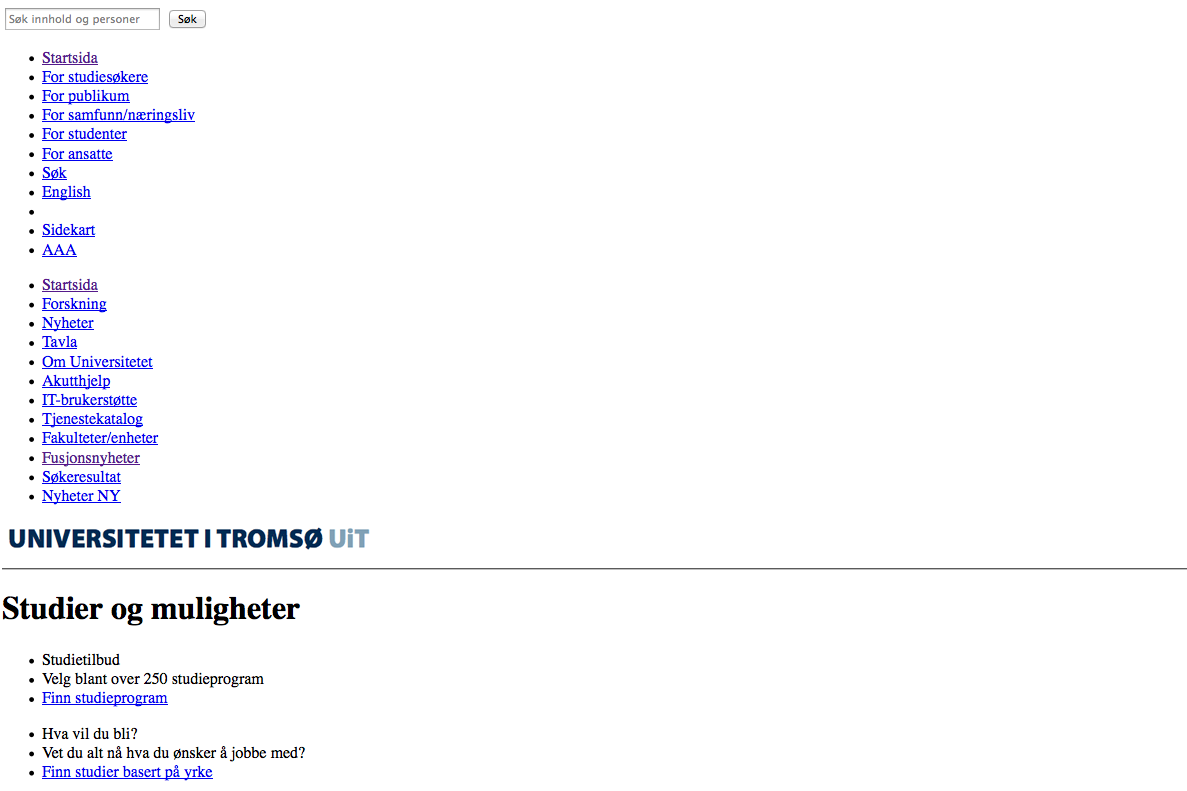 Søk innhold og personer Søk
Startsida
For studiesøkere
For publikum
For samfunn/næringsliv
For studenter
For ansatte
Søk
English
Sidekart
AAA
Startsida
Forskning
Nyheter
Tavla
Om Universitetet
Akutthjelp
IT-brukerstøtte
Tjenestekatalog
Fakulteter/enheter
Fusjonsnyheter
Søkeresultat
Nyheter NY
UNIVERSITETET I TROMSØ UiT
Studier og muligheter
Studietilbud
Velg blant over 250 studieprogram
Finn studieprogram
Hva vil du bli?
Vet du alt nå hva du ønsker å jobbe med?
Finn studier basert på yrke